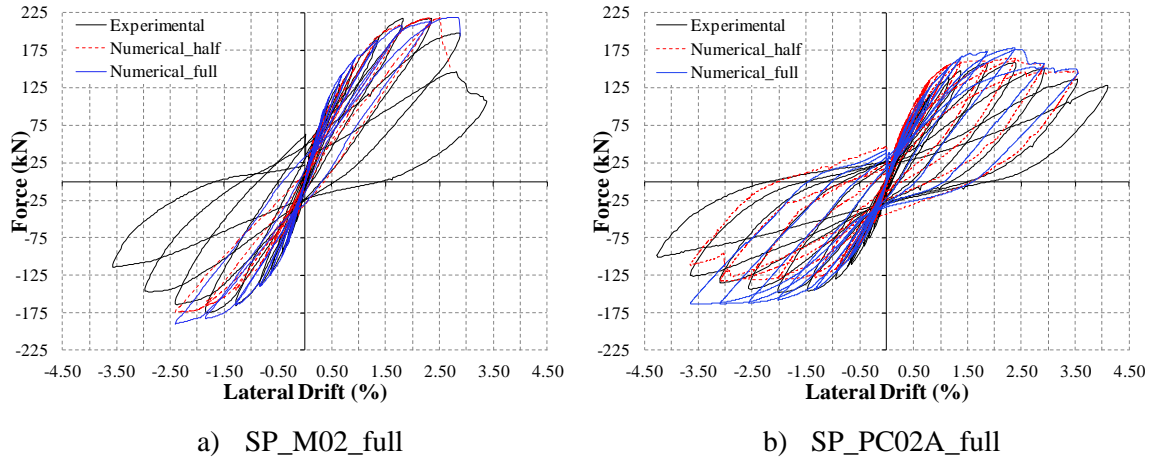 225
175
125
75
25
-25
-75
-125
-175
-225
Force (kN)
Experimental
Numerical_half
Numerical_full
-4.50 -3.50 -2.50 -1.50 -0.50 0.50 1.50 2.50 3.50 4.50
Lateral Drift (%)
a) SP_M02_full
225
175
125
75
25
-25
-75
-125
-175
-225
Force (kN)
Experimental
Numerical_half
Numerical_full
-4.50 -3.50 -2.50 -1.50 -0.50 0.50 1.50 2.50 3.50 4.50
Lateral Drift (%)
b) SP_PC02A_full